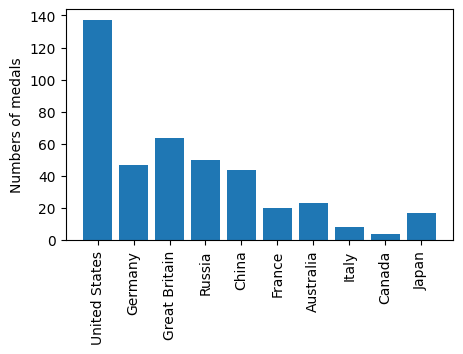 Numbers of medals
140
120
100
80
60
40
20
0
United States
Germany
Great Britain
Russia
China
France
Australia
Italy
Canada
Japan